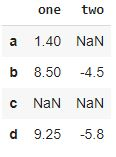 one two
a 1.40 NaN
b 8.50 -4.5
c NaN NaN
d 9.25 -5.8